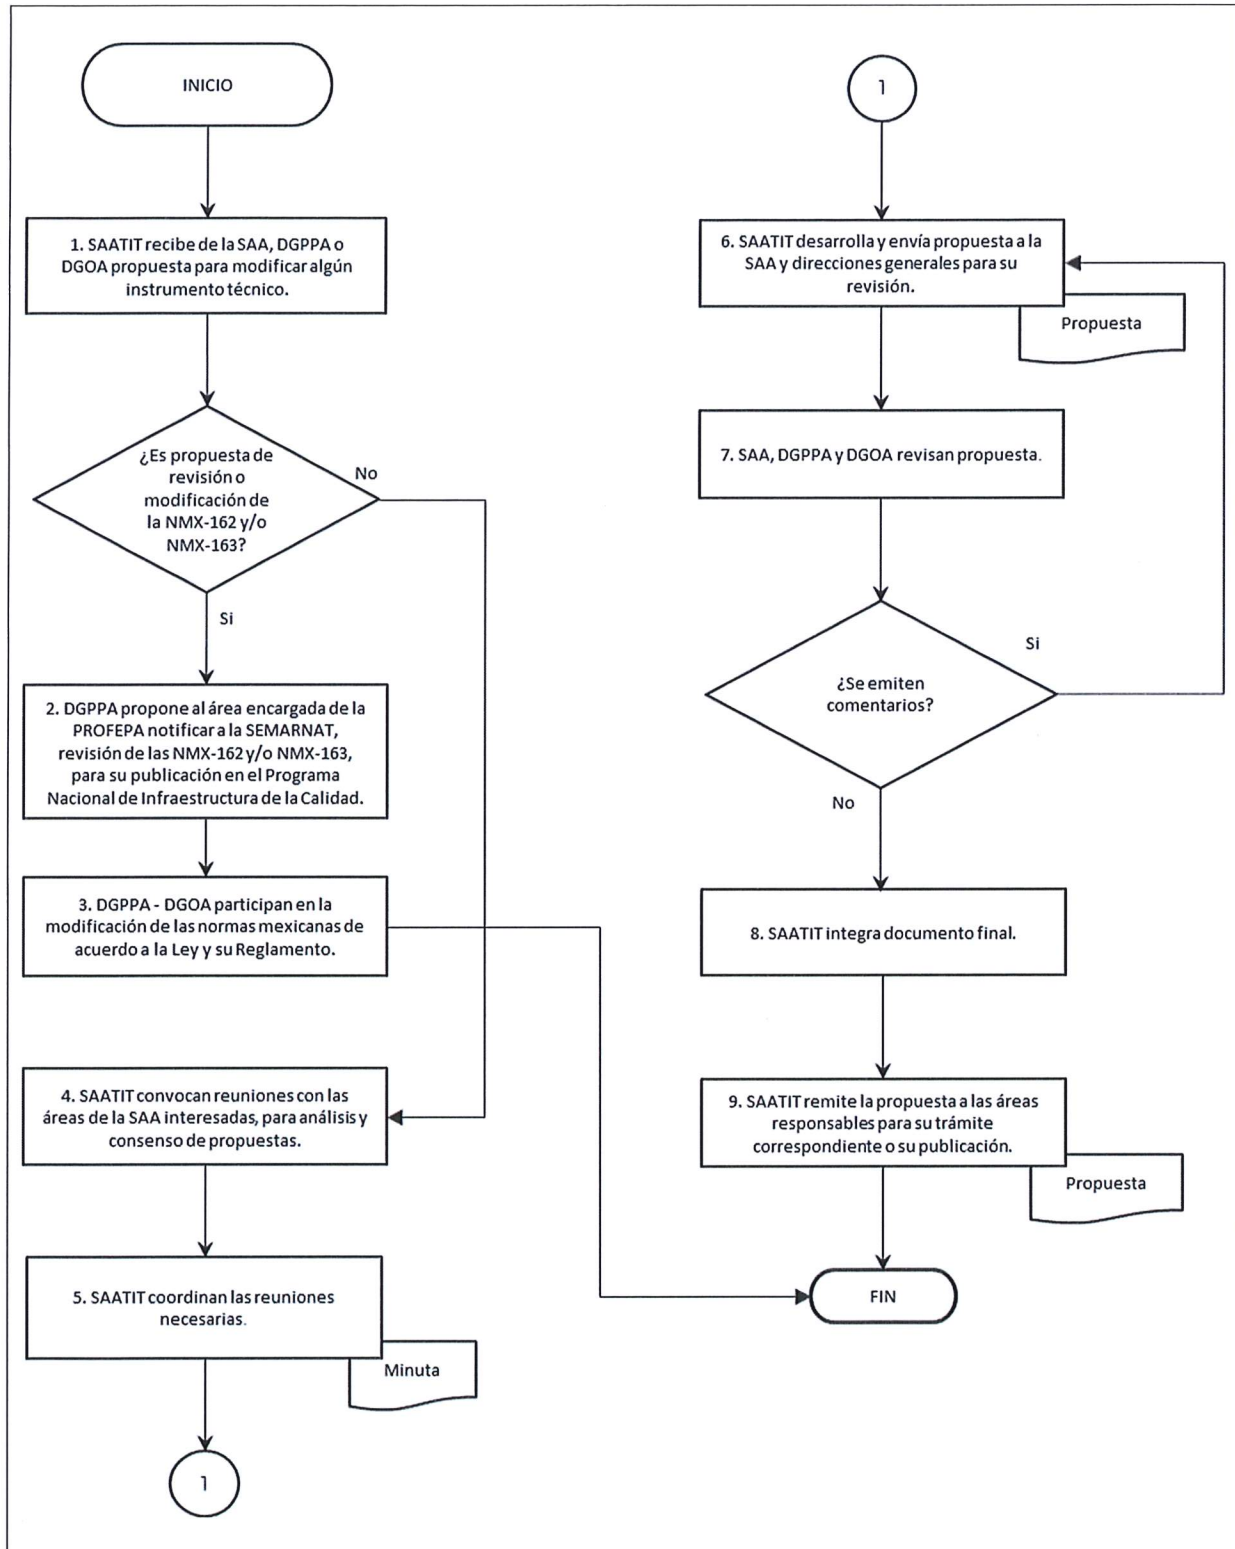 INICIO
1. SAATIT recibe de la SAA, DGPPA o
DGOA propuesta para modificar algún
instrumento técnico.
¿Es propuesta de
revisión o
modificación de
la NMX-162 y/o
NMX-163?
No
Si
2. DGPPA propone al área encargada de la
PROFEPA notificar a la SEMARNAT,
revisión de las NMX-162 y/o NMX-163,
para su publicación en el Programa
Nacional de Infraestructura de la Calidad.
3. DGPPA - DGOA participan en la
modificación de las normas mexicanas de
acuerdo a la Ley y su Reglamento.
4. SAATIT convocan reuniones con las
áreas de la SAA interesadas, para análisis y
consenso de propuestas.
5. SAATIT coordinan las reuniones
necesarias.
Minuta
1
1
6. SAATIT desarrolla y envía propuesta a la
SAA y direcciones generales para su
revisión.
Propuesta
7. SAA, DGPPA y DGOA revisan propuesta.
¿Se emiten
comentarios?
Si
No
8. SAATIT integra documento final.
9. SAATIT remite la propuesta a las áreas
responsables para su trámite
correspondiente o su publicación.
Propuesta
FIN